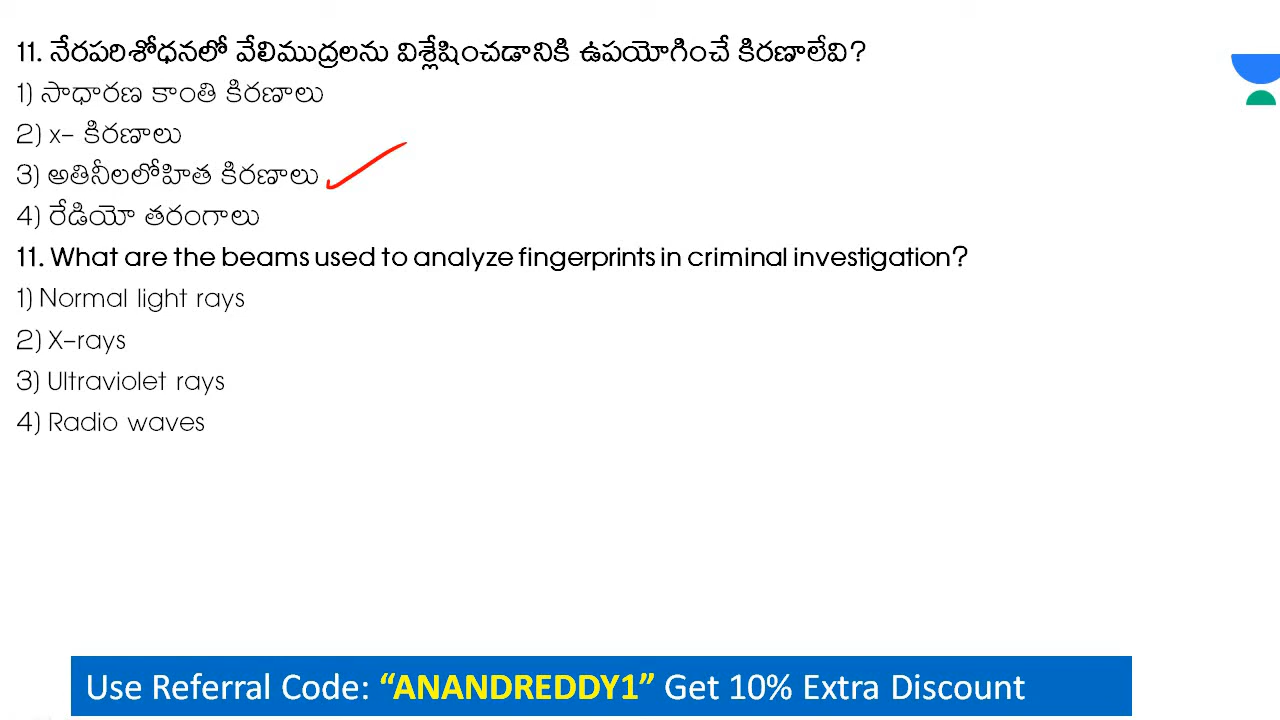 11. నేరపరిశోధనలో వేలిముద్రలను విశ్లేషించడానికి ఉపయోగించే కిరణాలేవి?
1) సాధారణ కాంతి కిరణాలు
2) x- కిరణాలు
3) అతినీలలోహిత కిరణాలు
4) రేడియో తరంగాలు
11. What are the beams used to analyze fingerprints in criminal investigation?
1) Normal light rays
2) X-rays
3) Ultraviolet rays
4) Radio waves
Use Referral Code: “ANANDREDDY1” Get 10% Extra Discount